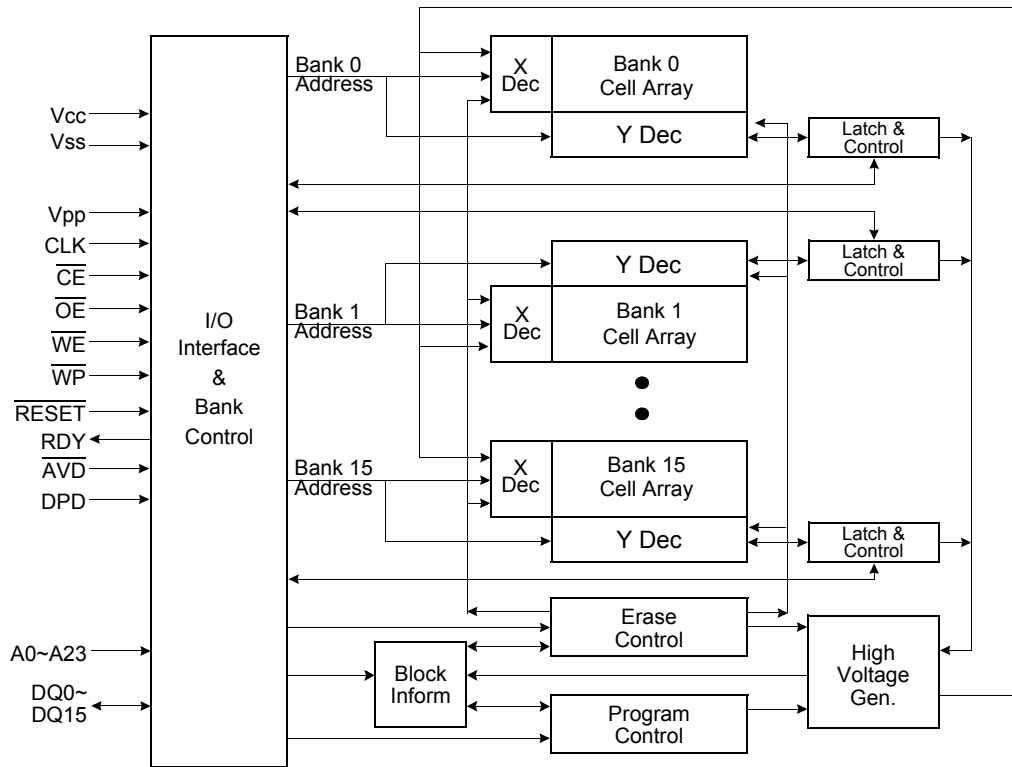 Vcc
Vss
Vpp
CLK
CE
OE
WE
WP
RESET
RDY
AVD
DPD
A0~A23
DQ0~
DQ15
I/O
Interface
&
Bank
Control
Bank 0
Address
X
Dec
Bank 0
Cell Array
Y Dec
Latch &
Control
Bank 1
Address
Y Dec
X
Dec
Bank 1
Cell Array
Latch &
Control
Bank 15
Address
X
Dec
Bank 15
Cell Array
Y Dec
Latch &
Control
Erase
Control
Block
Inform
Program
Control
High
Voltage
Gen.